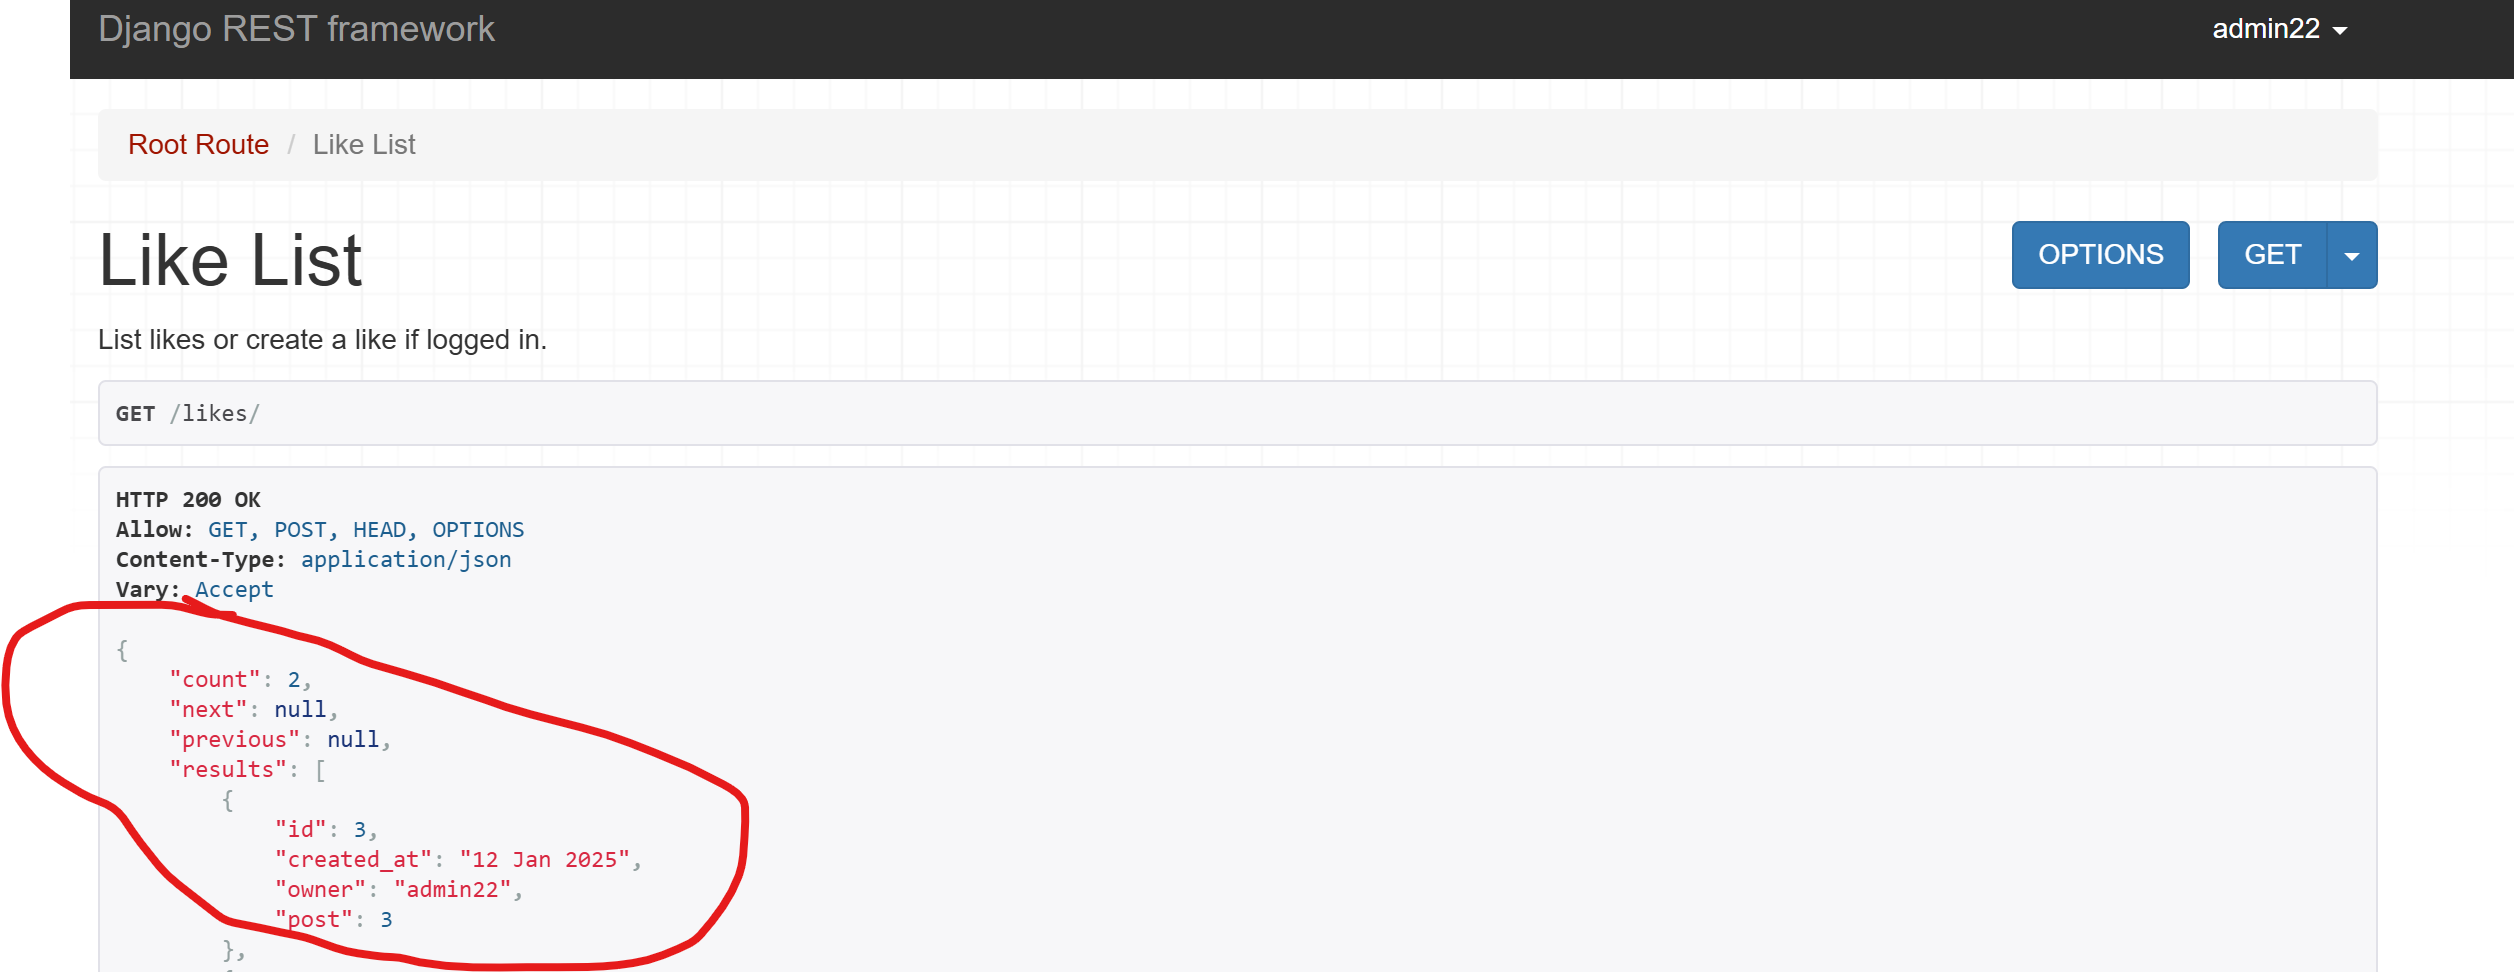 Django REST framework
admin22
Root Route / Like List
Like List
OPTIONS
GET
List likes or create a like if logged in.
GET /likes/
HTTP 200 OK
Allow: GET, POST, HEAD, OPTIONS
Content-Type: application/json
Vary: Accept
{
"count": 2,
"next": null,
"previous": null,
"results": [
{
"id": 3,
"created_at": "12 Jan 2025",
"owner": "admin22",
"post": 3
},